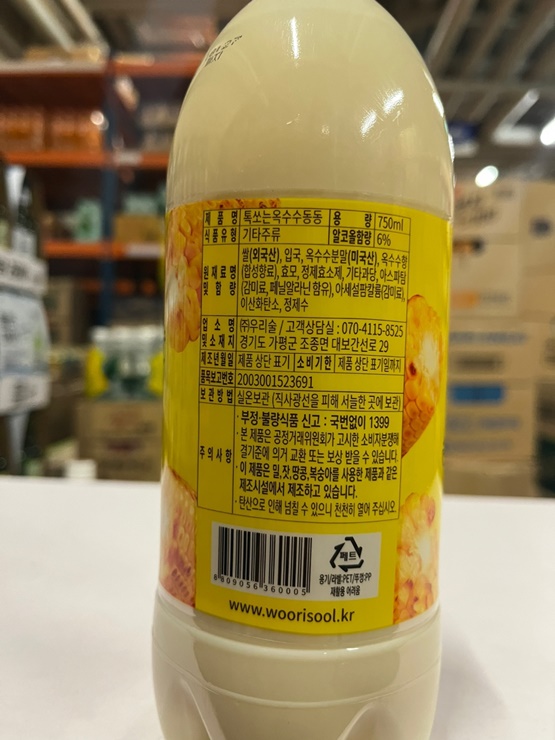 제 품 명 톡쏘는옥수수동동 용 량 750ml
식 품 유 형 기타주류 알코올함량 6%
원 재 료 명 및 함 량 쌀(외국산), 입국, 옥수수분말(미국산), 옥수수향
(합성향료), 효모, 정제효소제, 기타과당, 아스파탐
(감미료, 페닐알라닌 함유), 아세설팜칼륨(감미료),
이산화탄소, 정제수
업 소 명 및 소 재 지 ㈜우리술 / 고객상담실 : 070-4115-8525
경기도 가평군 조종면 대보간선로 29
제조년월일 제품 상단 표기 소비기한 제품 상단 표기일까지
품목보고번호 2003001523691
보 관 방 법 실온보관 (직사광선을 피해 서늘한 곳에 보관)
주 의 사 항 · 부정·불량식품 신고 : 국번없이 1399
· 본 제품은 공정거래위원회가 고시한 소비자분쟁해
결기준에 의거 교환 또는 보상 받을 수 있습니다.
· 이 제품은 밀, 잣, 땅콩, 복숭아를 사용한 제품과 같은
제조시설에서 제조하고 있습니다.
· 탄산으로 인해 넘칠 수 있으니 천천히 열어 주십시오.
8 809056 360005
페트
용기/라벨:PET/뚜껑:PP
재활용 어려움
www.woorisool.kr